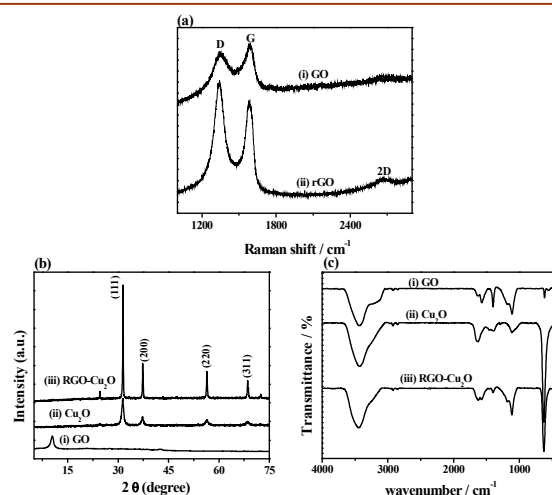 (a)
D
G
(i) GO
2D
(ii) rGO
1200 1800 2400
Raman shift / cm⁻¹
(b)
Intensity (a.u.)
(111)
(200)
(220)
(311)
(iii) RGO-Cu₂O
(ii) Cu₂O
(i) GO
15 30 45 60 75
2 θ (degree)
(c)
Transmittance / %
(i) GO
(ii) Cu₂O
(iii) RGO-Cu₂O
4000 3000 2000 1000
wavenumber / cm⁻¹